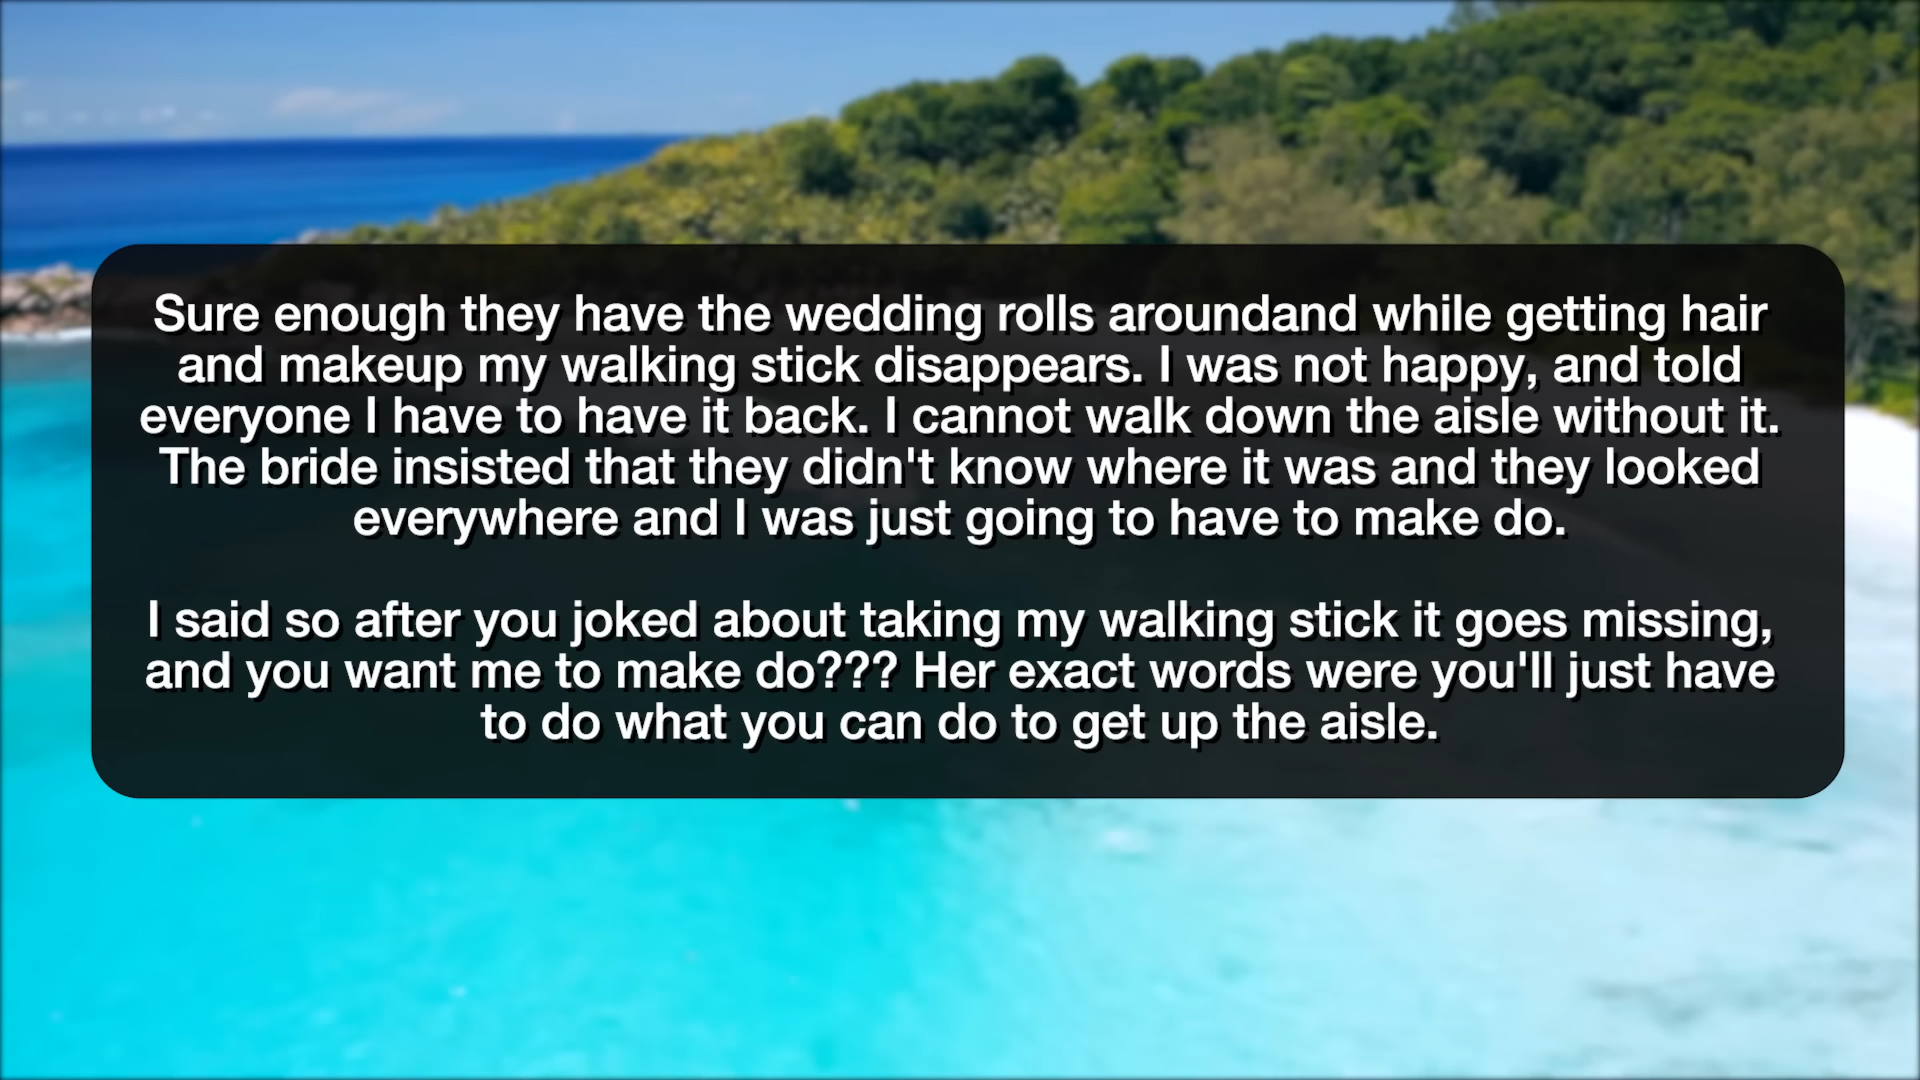 Sure enough they have the wedding rolls aroundand while getting hair
and makeup my walking stick disappears. I was not happy, and told
everyone I have to have it back. I cannot walk down the aisle without it.
The bride insisted that they didn't know where it was and they looked
everywhere and I was just going to have to make do.
I said so after you joked about taking my walking stick it goes missing,
and you want me to make do??? Her exact words were you'll just have
to do what you can do to get up the aisle.